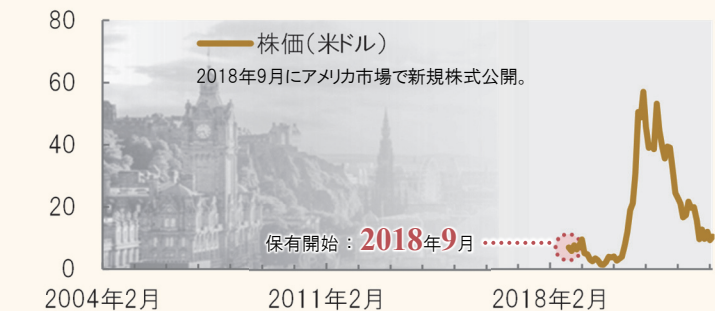 80
株価(米ドル)
2018年9月にアメリカ市場で新規株式公開。
60
40
20
保有開始：2018年9月
0
2004年2月
2011年2月
2018年2月